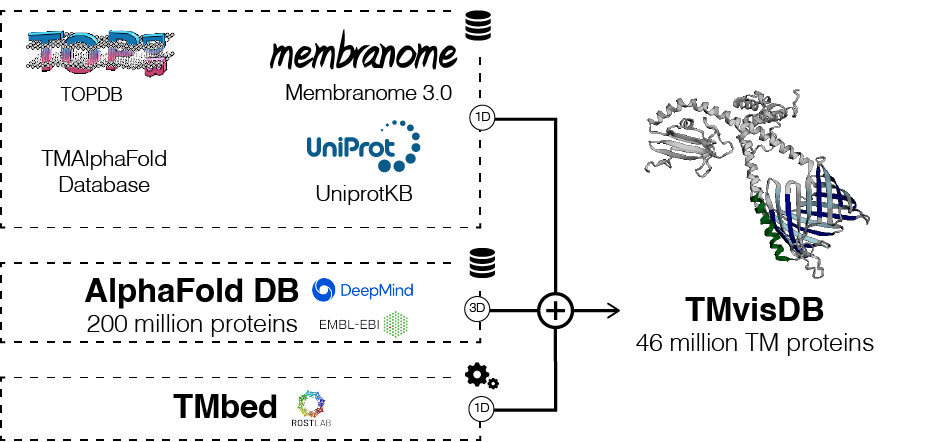 TOPDB
TOPDB
membranome
Membranome 3.0
1D
TMAlphaFold
Database
UniProt
UniprotKB
AlphaFold DB
DeepMind
200 million proteins
EMBL-EBI
3D
TMvisDB
46 million TM proteins
TMbed
ROSTLAB
1D